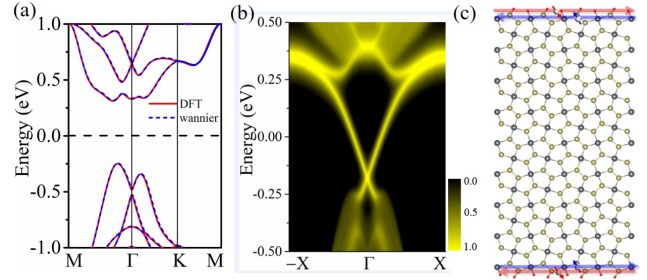 (a)
Energy (eV)
1.0
0.5
0.0
-0.5
-1.0
DFT
wannier
M
Γ
K
M
(b)
Energy (eV)
0.50
0.25
0.00
-0.25
-0.50
0.0
0.5
1.0
−X
Γ
X
(c)